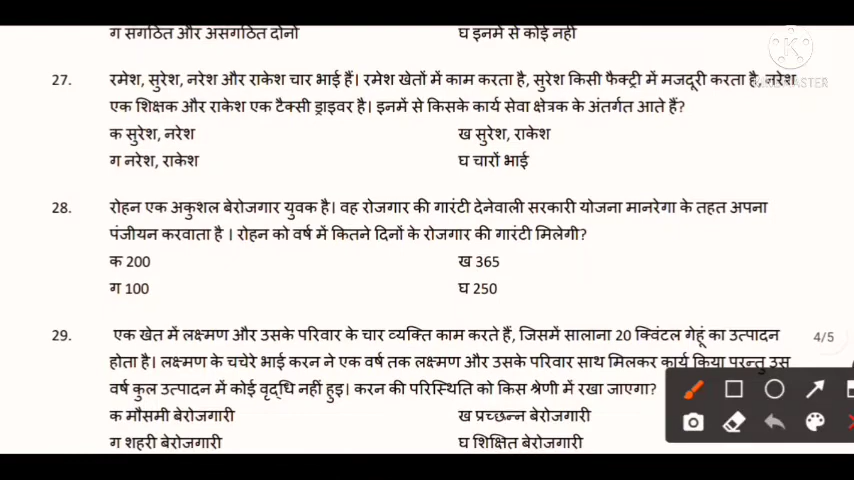 ग संगठित और असंगठित दोनों घ इनमें से कोई नहीं
KINEMASTER
27. रमेश, सुरेश, नरेश और राकेश चार भाई हैं। रमेश खेतों में काम करता है, सुरेश किसी फैक्ट्री में मजदूरी करता है, नरेश
एक शिक्षक और राकेश एक टैक्सी ड्राइवर है। इनमें से किसके कार्य सेवा क्षेत्रक के अंतर्गत आते हैं?
क सुरेश, नरेश ख सुरेश, राकेश
ग नरेश, राकेश घ चारों भाई
28. रोहन एक अकुशल बेरोजगार युवक है। वह रोजगार की गारंटी देनेवाली सरकारी योजना मानरेगा के तहत अपना
पंजीयन करवाता है । रोहन को वर्ष में कितने दिनों के रोजगार की गारंटी मिलेगी?
क 200 ख 365
ग 100 घ 250
29. एक खेत में लक्ष्मण और उसके परिवार के चार व्यक्ति काम करते हैं, जिसमें सालाना 20 क्विंटल गेहूं का उत्पादन
4/5
होता है। लक्ष्मण के चचेरे भाई करन ने एक वर्ष तक लक्ष्मण और उसके परिवार साथ मिलकर कार्य किया परन्तु उस
वर्ष कुल उत्पादन में कोई वृद्धि नहीं हुइ। करन की परिस्थिति को किस श्रेणी में रखा जाएगा?
क मौसमी बेरोजगारी ख प्रच्छन्न बेरोजगारी
ग शहरी बेरोजगारी घ शिक्षित बेरोजगारी